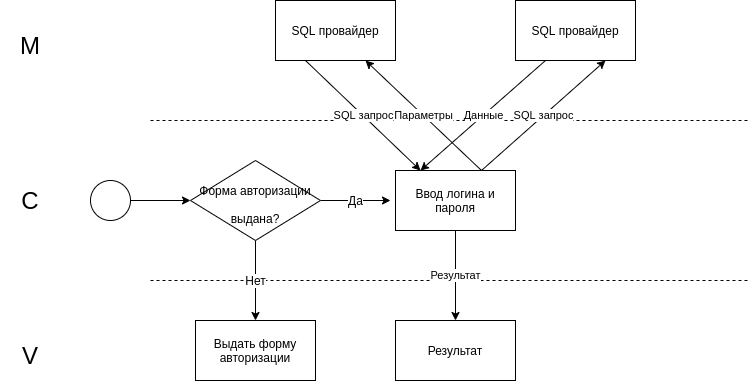 M
SQL провайдер
SQL провайдер
SQL запрос
Параметры
Данные
SQL запрос
C
Форма авторизации
выдана?
Да
Ввод логина и
пароля
Нет
Результат
V
Выдать форму
авторизации
Результат